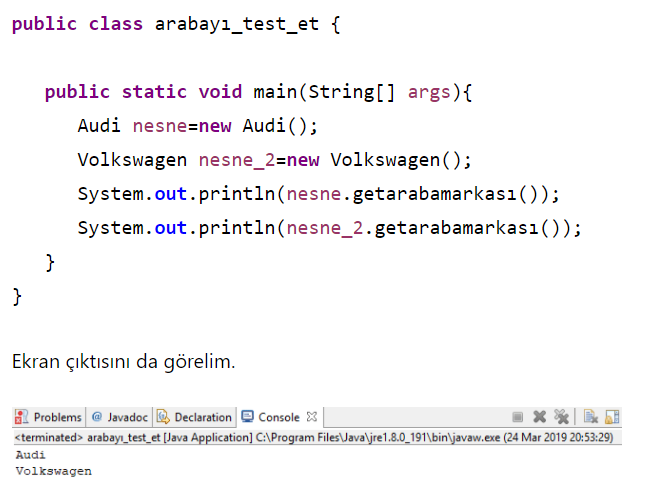 public class arabayı_test_et {
public static void main(String[] args){
Audi nesne=new Audi();
Volkswagen nesne_2=new Volkswagen();
System.out.println(nesne.getarabamarkası());
System.out.println(nesne_2.getarabamarkası());
}
}
Ekran çıktısını da görelim.
Problems @ Javadoc Declaration Console
<terminated> arabayı_test_et [Java Application] C:\Program Files\Java\jre1.8.0_191\bin\javaw.exe (24 Mar 2019 20:53:29)
Audi
Volkswagen